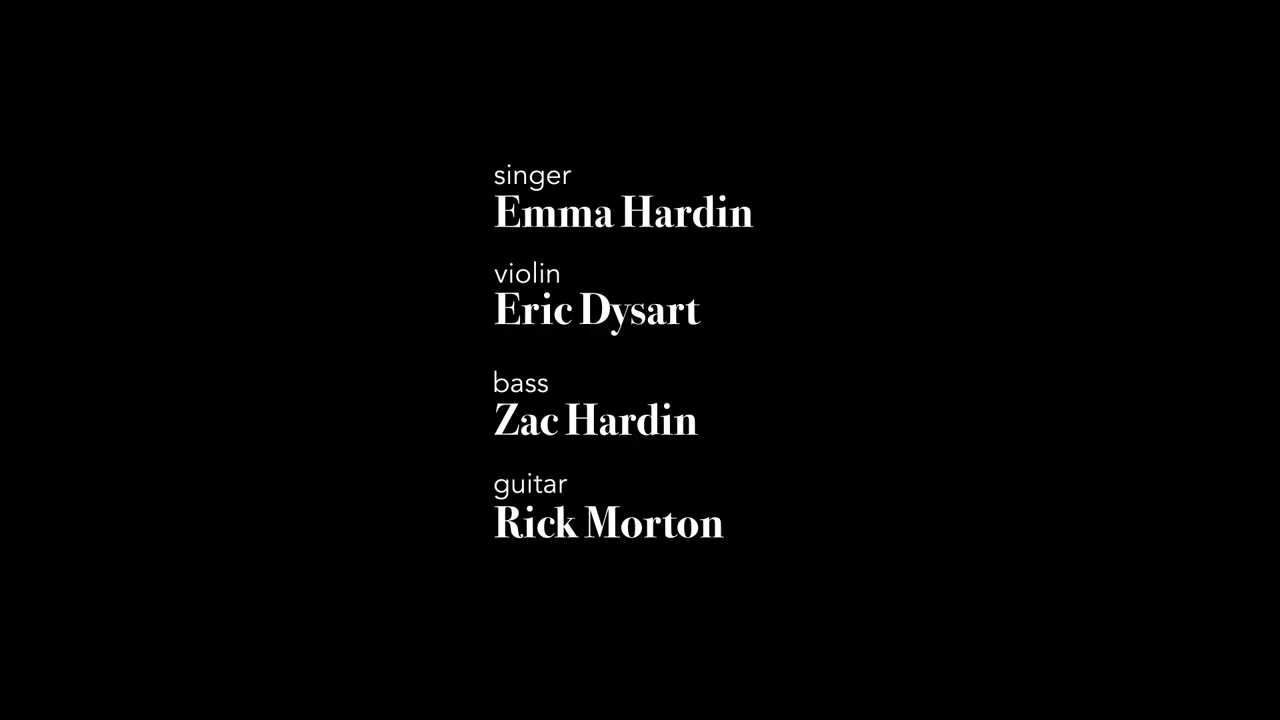 singer
Emma Hardin
violin
Eric Dysart
bass
Zac Hardin
guitar
Rick Morton